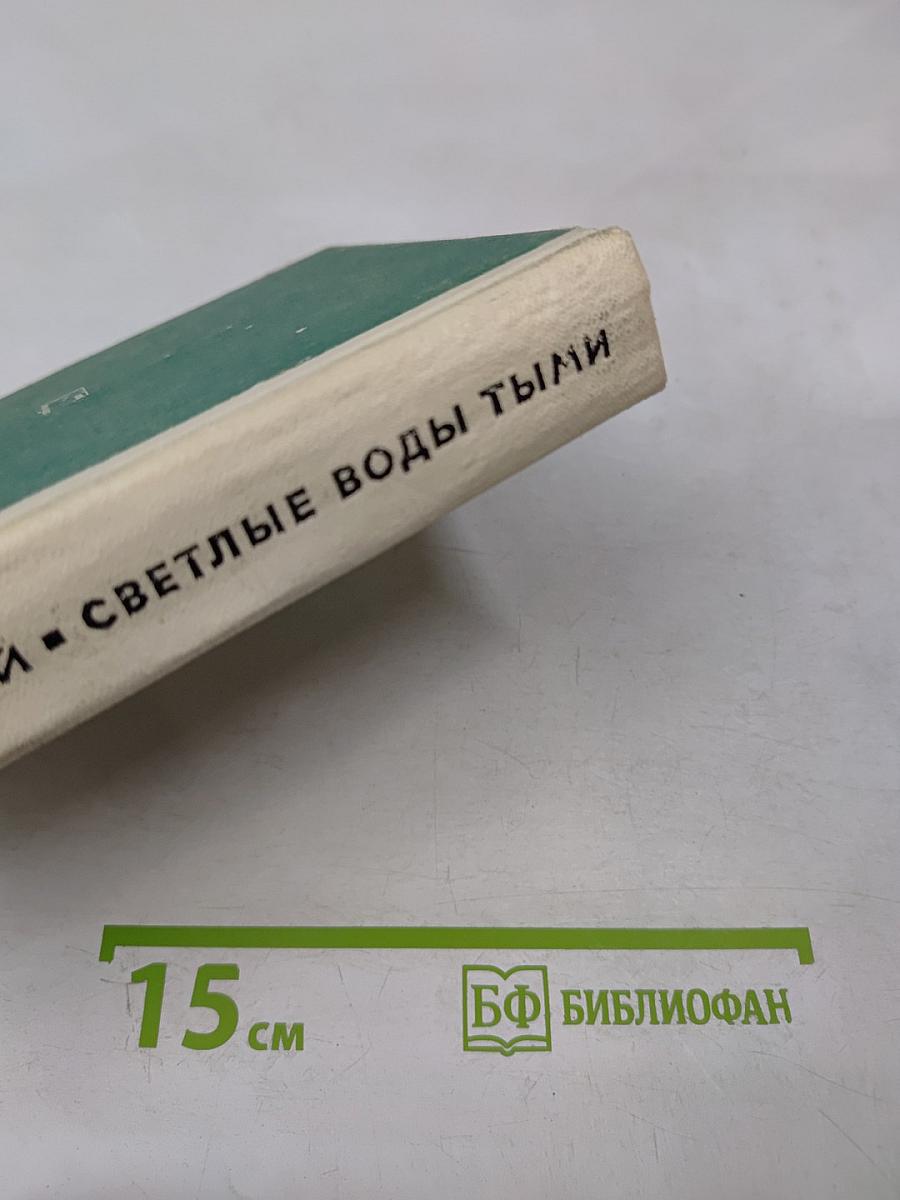 Й ▪ СВЕТЛЫЕ ВОДЫ ТЫМИ
15 см
БФ БИБЛИОФАН